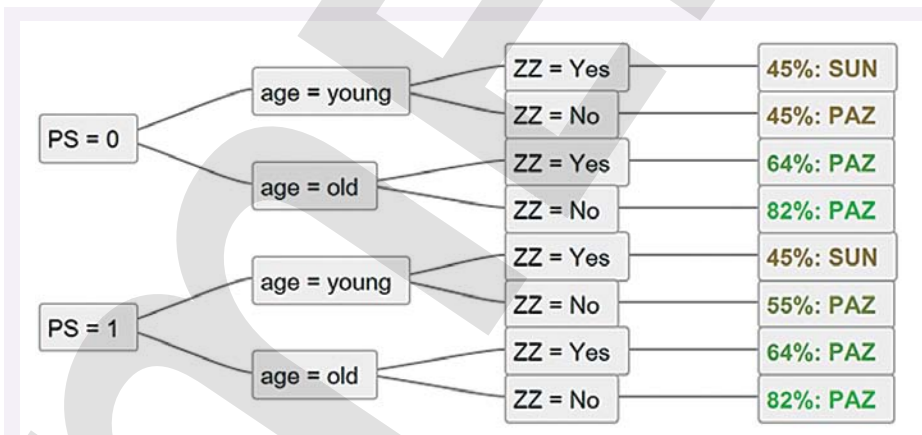 ZZ = Yes 45%: SUN
age = young
ZZ = No 45%: PAZ
PS = 0
ZZ = Yes 64%: PAZ
age = old
ZZ = No 82%: PAZ
ZZ = Yes 45%: SUN
age = young
ZZ = No 55%: PAZ
PS = 1
ZZ = Yes 64%: PAZ
age = old
ZZ = No 82%: PAZ